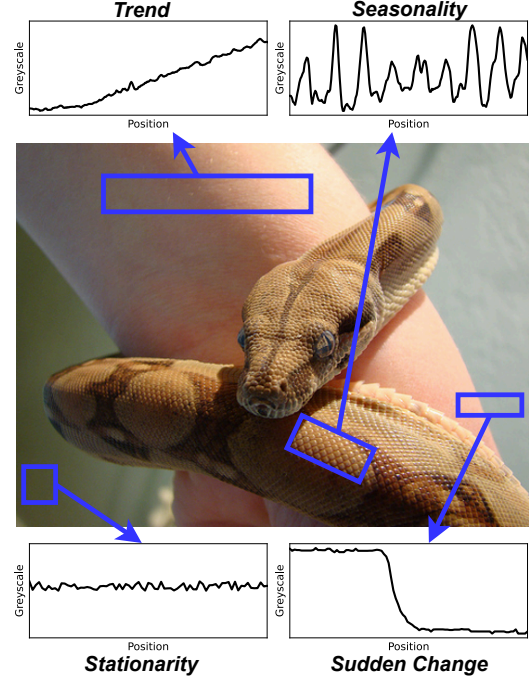 Trend
Seasonality
Greyscale
Greyscale
Position
Position
Greyscale
Greyscale
Position
Position
Stationarity
Sudden Change